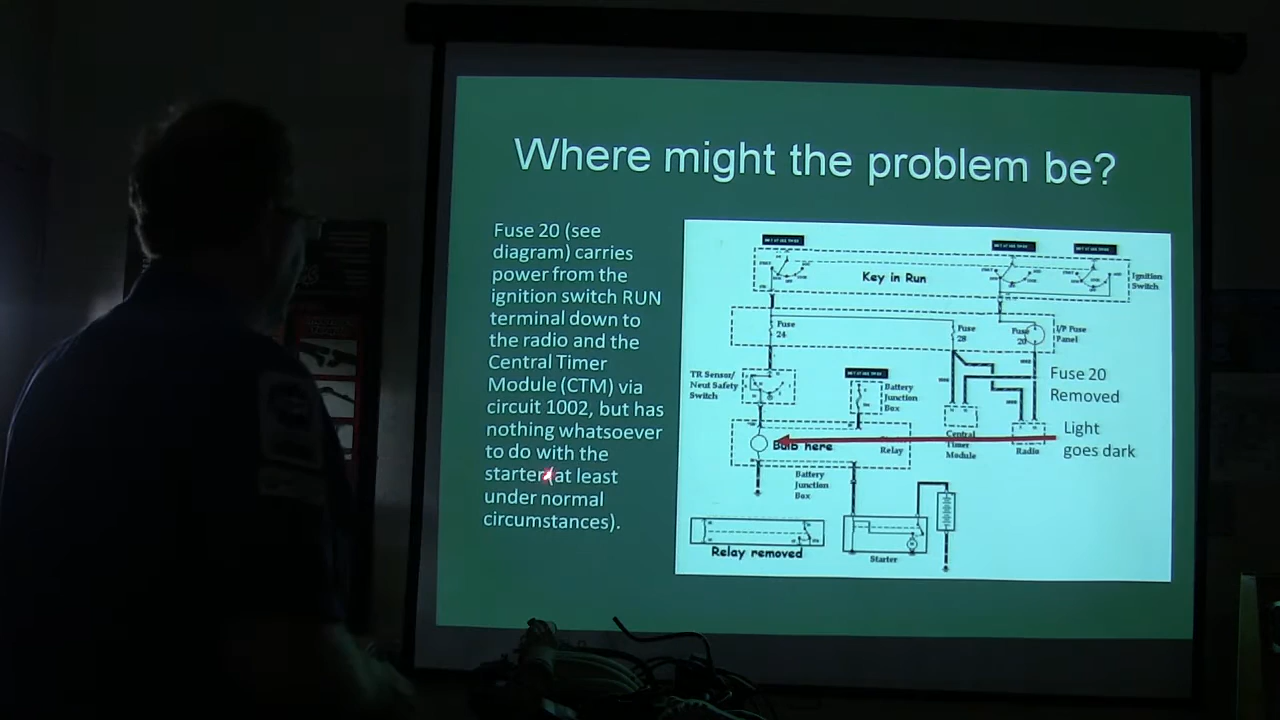 Where might the problem be?
Fuse 20 (see
diagram) carries
power from the
ignition switch RUN
terminal down to
the radio and the
Central Timer
Module (CTM) via
circuit 1002, but has
nothing whatsoever
to do with the
starter at least
under normal
circumstances).
Key in Run
Ignition
Switch
Fuse
24
Fuse
28
Fuse
20
I/P Fuse
Panel
TR Sensor/
Neut Safety
Switch
Battery
Junction
Box
Fuse 20
Removed
Bulb here
Relay
Central
Timer
Module
Radio
Light
goes dark
Battery
Junction
Box
Relay removed
Starter